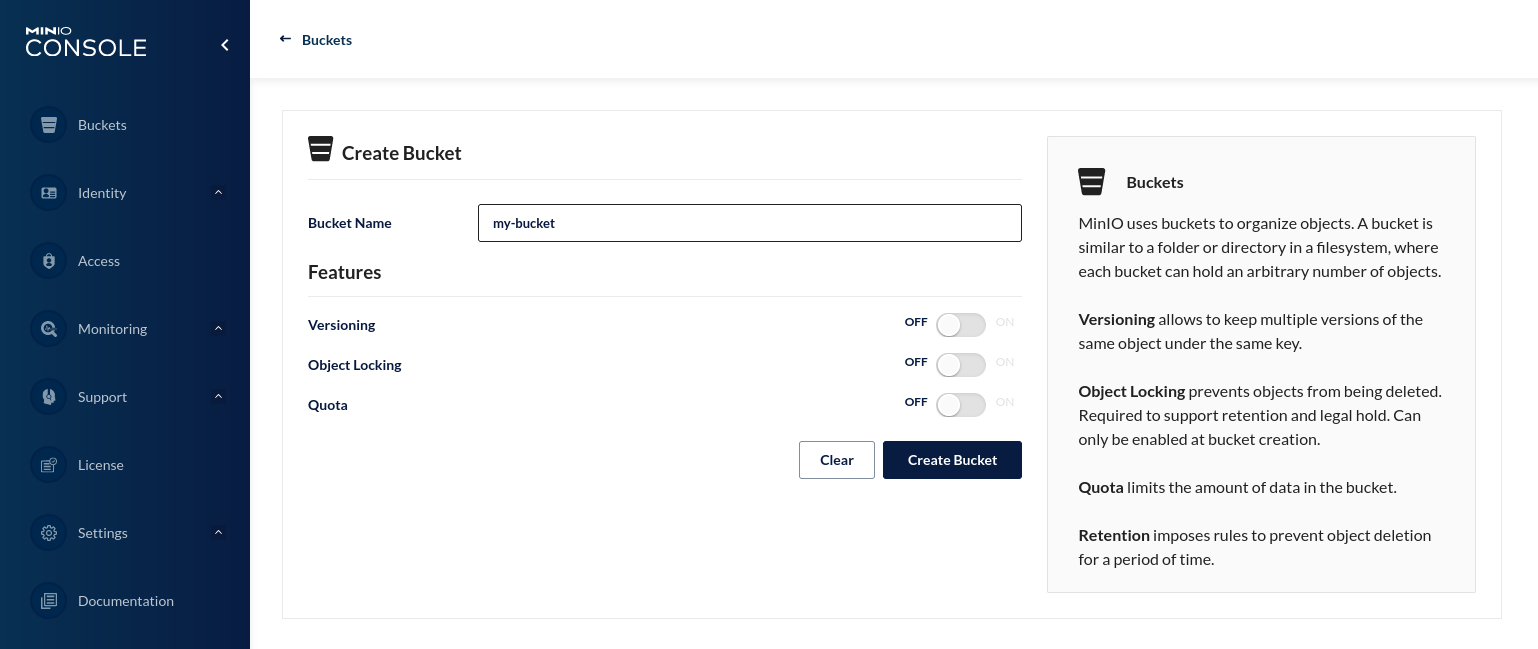 MINIO
CONSOLE
Buckets
Identity
Access
Monitoring
Support
License
Settings
Documentation
Buckets
Create Bucket
Bucket Name
my-bucket
Features
Versioning
OFF
ON
Object Locking
OFF
ON
Quota
OFF
ON
Clear
Create Bucket
Buckets
MinIO uses buckets to organize objects. A bucket is
similar to a folder or directory in a filesystem, where
each bucket can hold an arbitrary number of objects.
Versioning allows to keep multiple versions of the
same object under the same key.
Object Locking prevents objects from being deleted.
Required to support retention and legal hold. Can
only be enabled at bucket creation.
Quota limits the amount of data in the bucket.
Retention imposes rules to prevent object deletion
for a period of time.